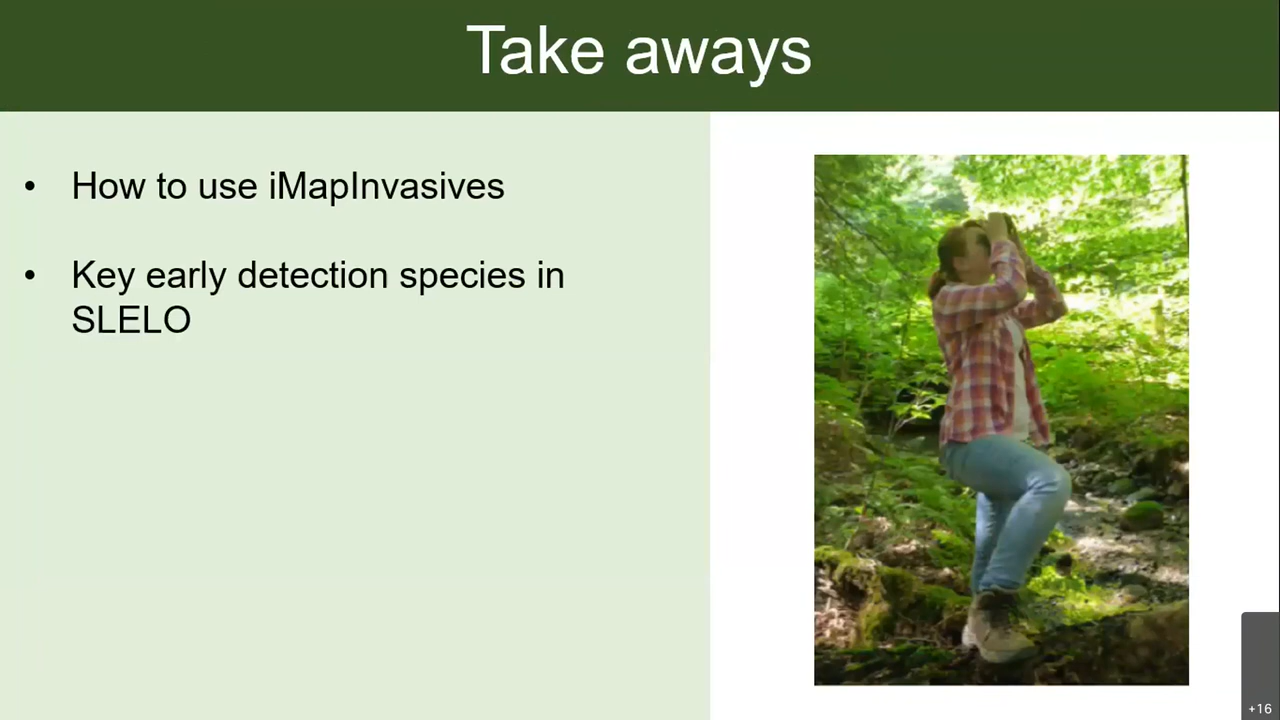 Take aways
• How to use iMapInvasives
• Key early detection species in
SLELO
+16